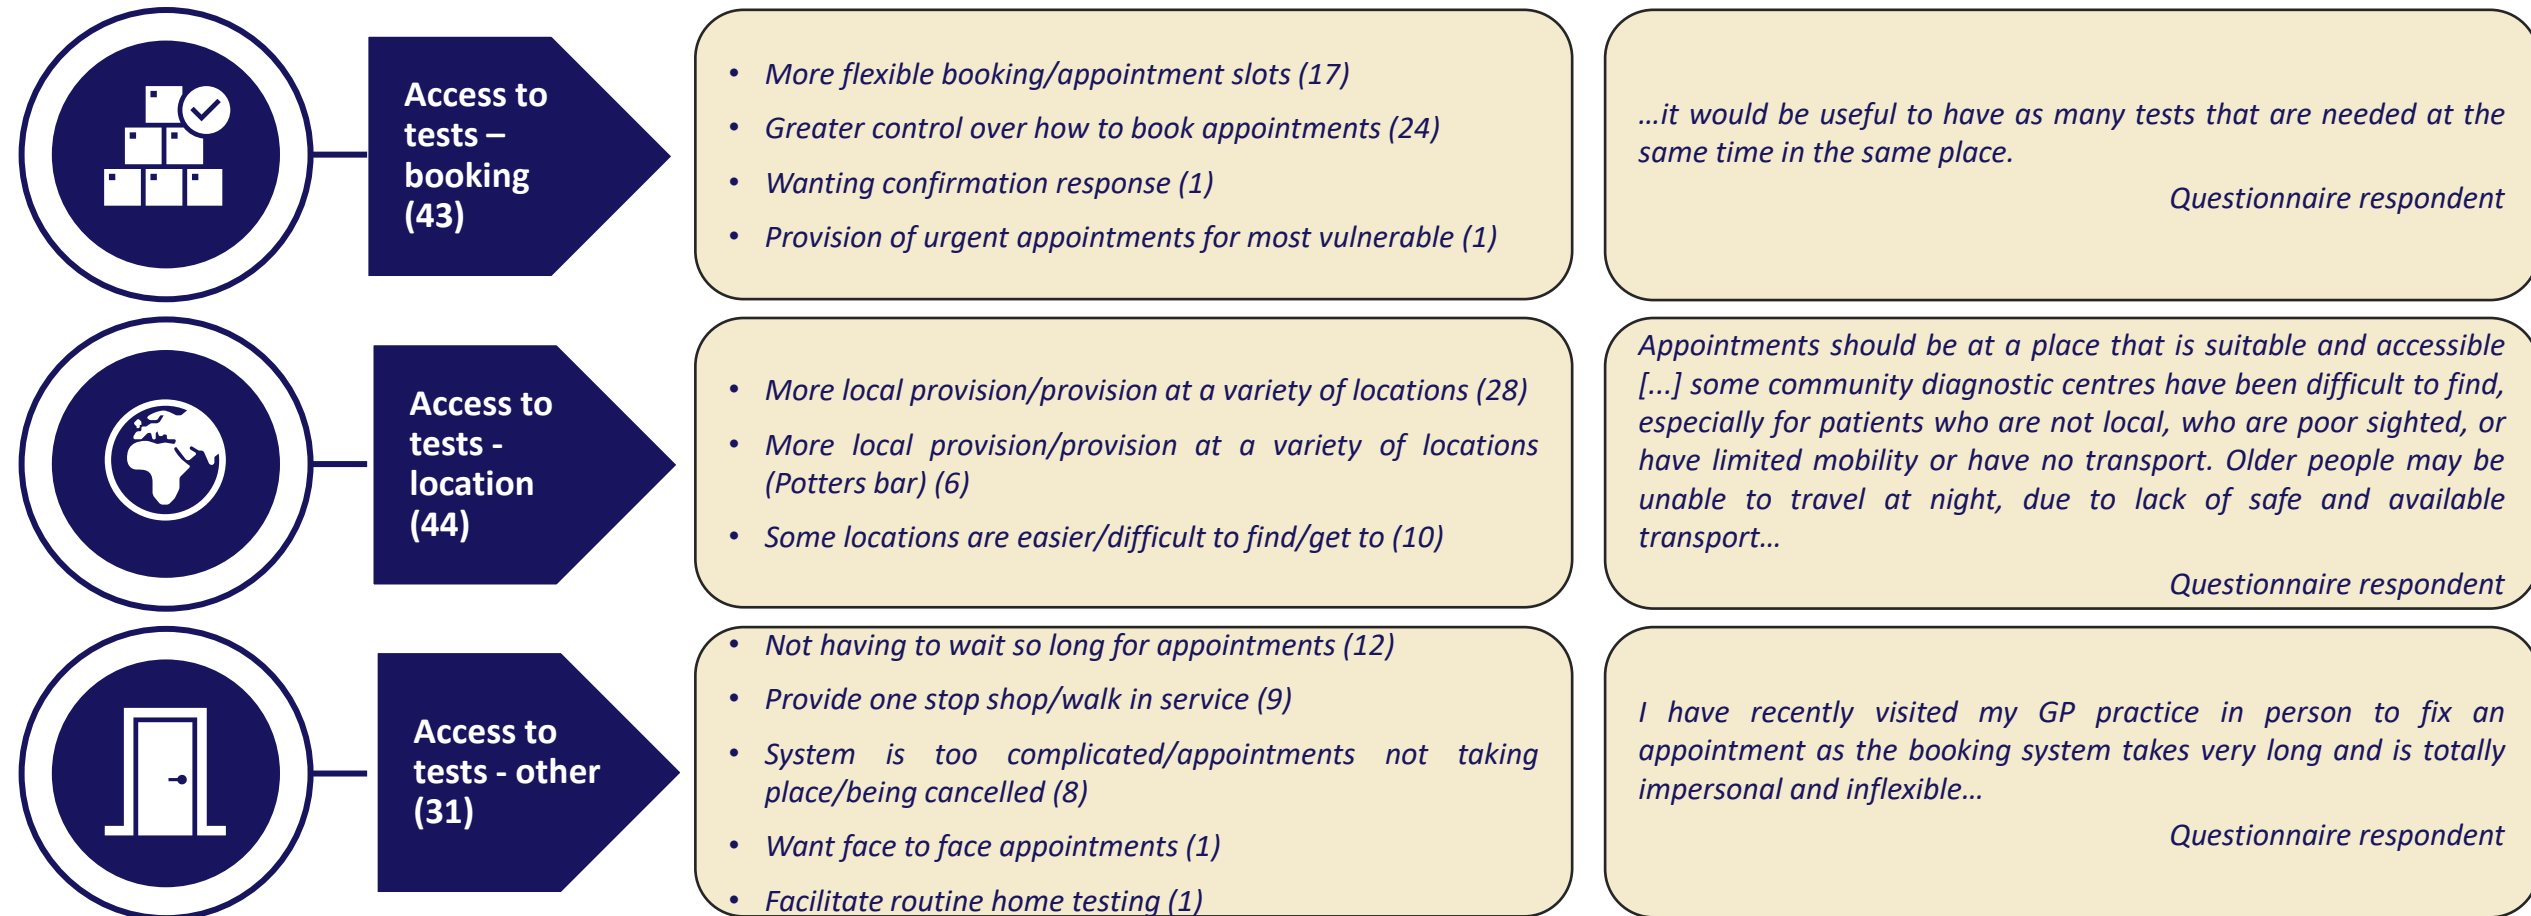 Access to
tests –
booking
(43)
• More flexible booking/appointment slots (17)
• Greater control over how to book appointments (24)
• Wanting confirmation response (1)
• Provision of urgent appointments for most vulnerable (1)
...it would be useful to have as many tests that are needed at the
same time in the same place.
Questionnaire respondent
Access to
tests -
location
(44)
• More local provision/provision at a variety of locations (28)
• More local provision/provision at a variety of locations
(Potters bar) (6)
• Some locations are easier/difficult to find/get to (10)
Appointments should be at a place that is suitable and accessible
[...] some community diagnostic centres have been difficult to find,
especially for patients who are not local, who are poor sighted, or
have limited mobility or have no transport. Older people may be
unable to travel at night, due to lack of safe and available
transport...
Questionnaire respondent
Access to
tests - other
(31)
• Not having to wait so long for appointments (12)
• Provide one stop shop/walk in service (9)
• System is too complicated/appointments not taking
place/being cancelled (8)
• Want face to face appointments (1)
• Facilitate routine home testing (1)
I have recently visited my GP practice in person to fix an
appointment as the booking system takes very long and is totally
impersonal and inflexible...
Questionnaire respondent